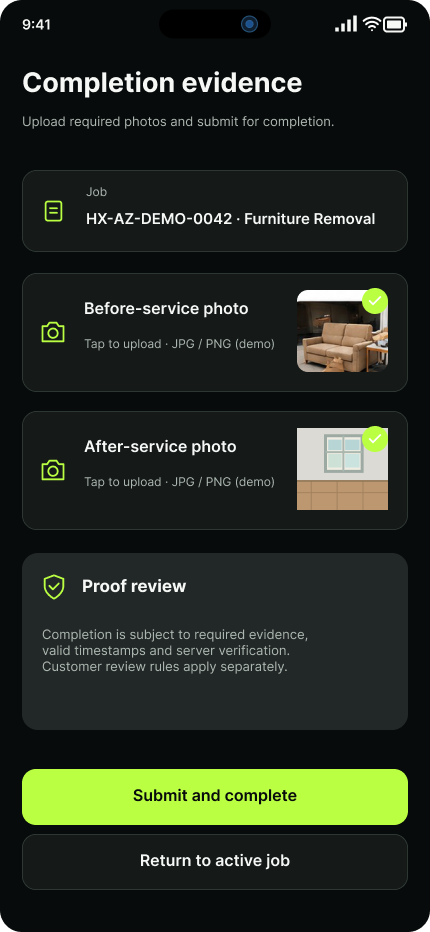 9:41
Completion evidence
Upload required photos and submit for completion.
Job
HX-AZ-DEMO-0042 · Furniture Removal
Before-service photo
Tap to upload · JPG / PNG (demo)
After-service photo
Tap to upload · JPG / PNG (demo)
Proof review
Completion is subject to required evidence,
valid timestamps and server verification.
Customer review rules apply separately.
Submit and complete
Return to active job